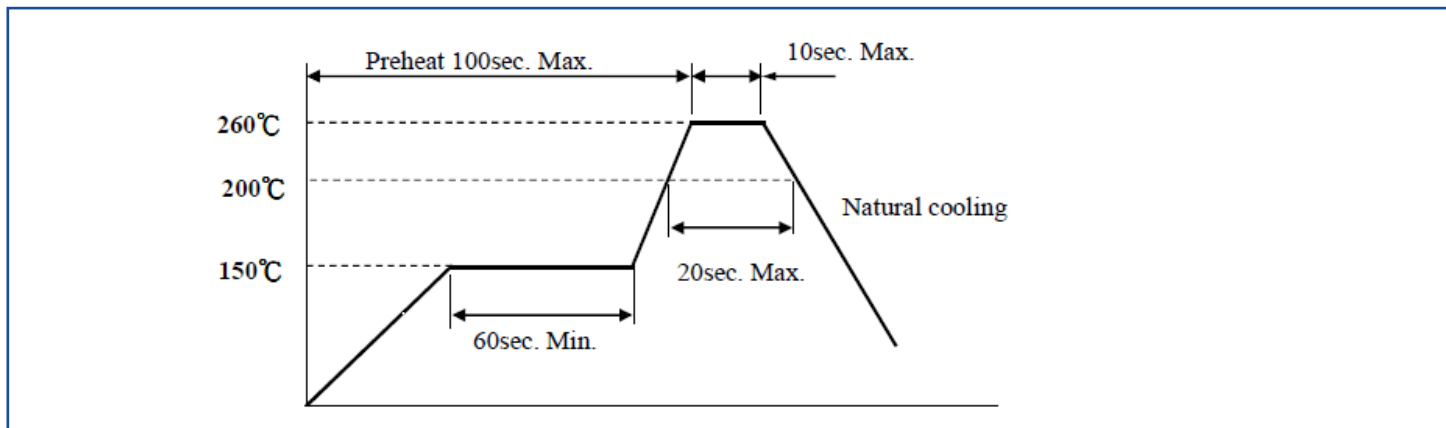 10sec. Max.
Preheat 100sec. Max.
260℃
200℃
Natural cooling
150℃
20sec. Max.
60sec. Min.